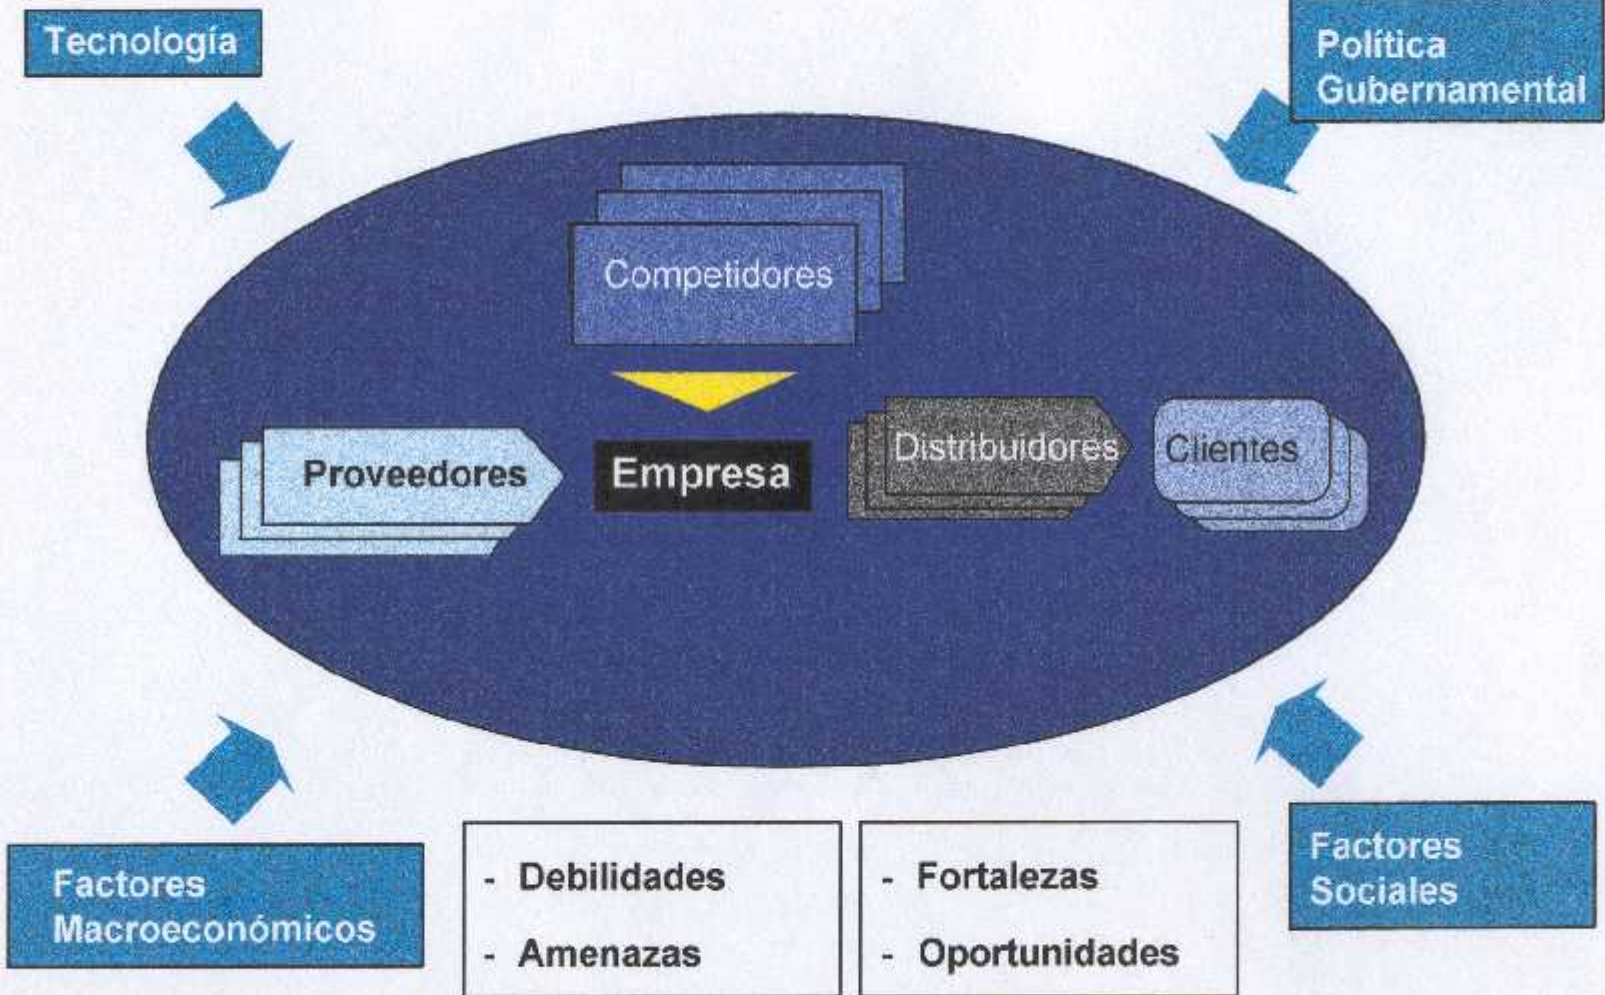 Tecnología
Política
Gubernamental
Competidores
Proveedores
Empresa
Distribuidores
Clientes
Factores
Macroeconómicos
- Debilidades
- Amenazas
- Fortalezas
- Oportunidades
Factores
Sociales